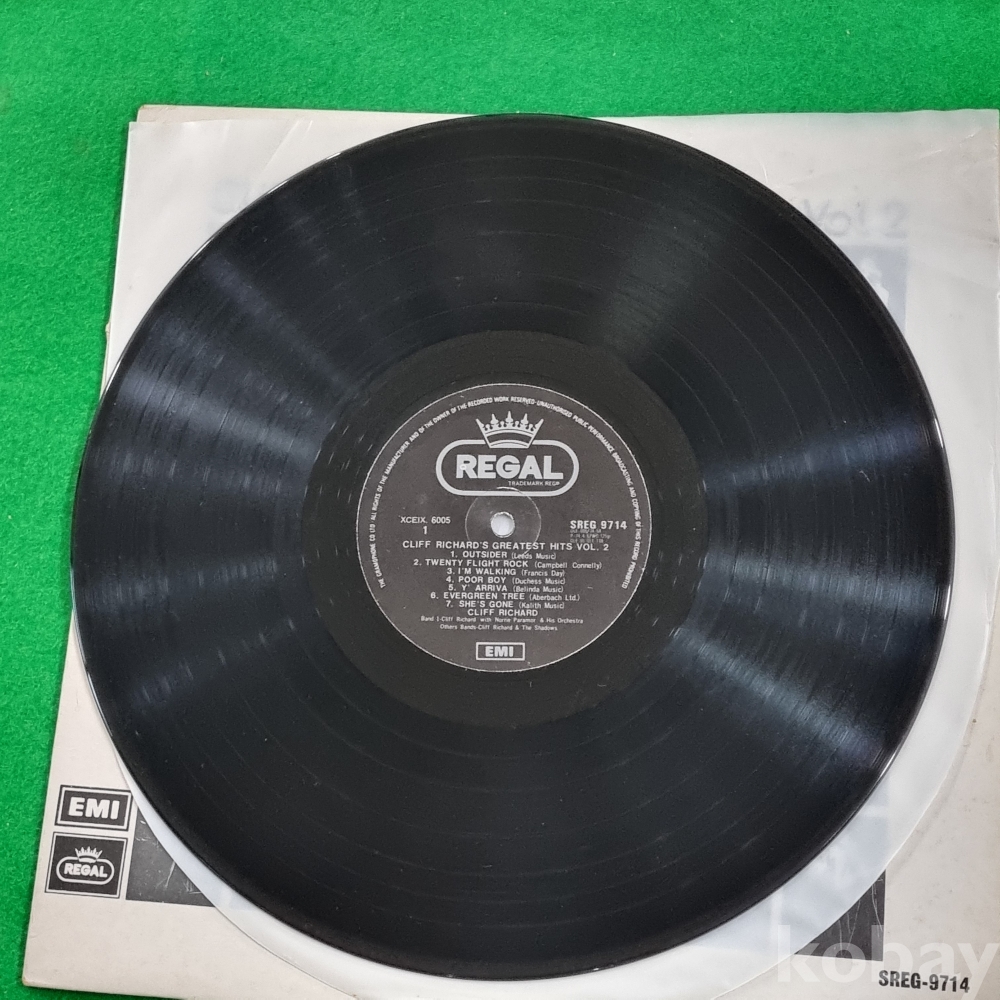 Vol. 2
THE GRAMOPHONE CO LTD · ALL RIGHTS OF THE MANUFACTURER AND OF THE OWNER OF THE RECORDED WORK RESERVED · UNAUTHORISED PUBLIC PERFORMANCE BROADCASTING AND COPYING OF THIS RECORD PROHIBITED
REGAL
TRADEMARK REGD
XCEIX. 6005
1
SREG 9714
CLIFF RICHARD'S GREATEST HITS VOL. 2
1. OUTSIDER (Leeds Music)
2. TWENTY FLIGHT ROCK (Campbell Connelly)
3. I'M WALKING (Francis Day)
4. POOR BOY (Duchess Music)
5. Y' ARRIVA (Belinda Music)
6. EVERGREEN TREE (Aberbach Ltd.)
7. SHE'S GONE (Kalith Music)
CLIFF RICHARD
Band 1-Cliff Richard with Norrie Paramor & His Orchestra
Others Bands-Cliff Richard & The Shadows
EMI
EMI
REGAL
kobay
SREG-9714